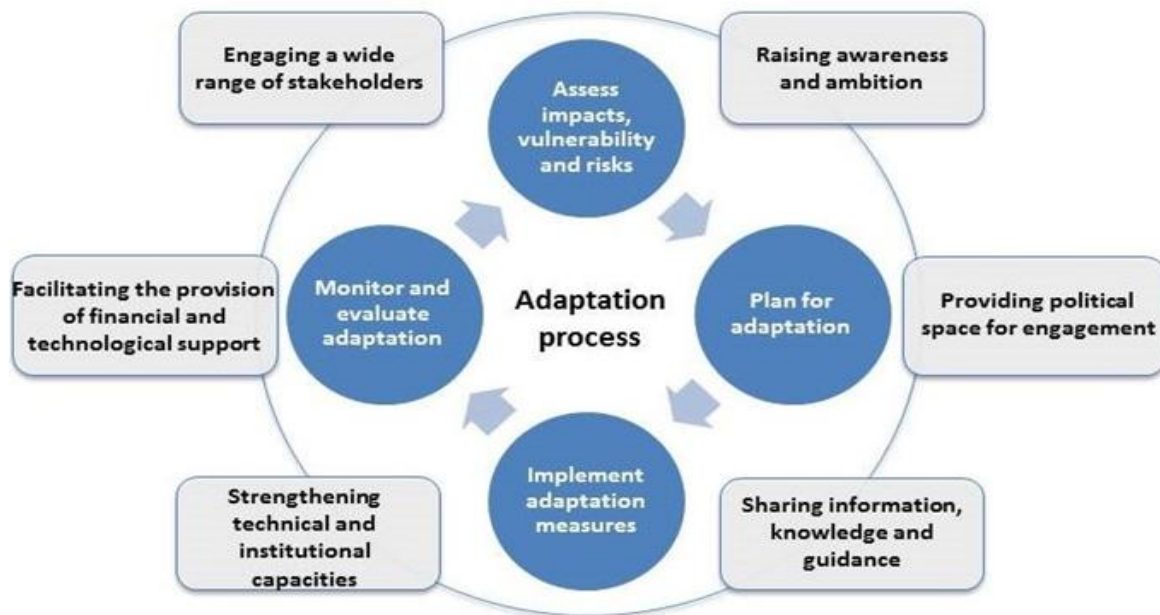 Engaging a wide
range of stakeholders
Assess
impacts,
vulnerability
and risks
Raising awareness
and ambition
Facilitating the provision
of financial and
technological support
Monitor and
evaluate
adaptation
Adaptation
process
Plan for
adaptation
Providing political
space for engagement
Strengthening
technical and
institutional
capacities
Implement
adaptation
measures
Sharing information,
knowledge and
guidance